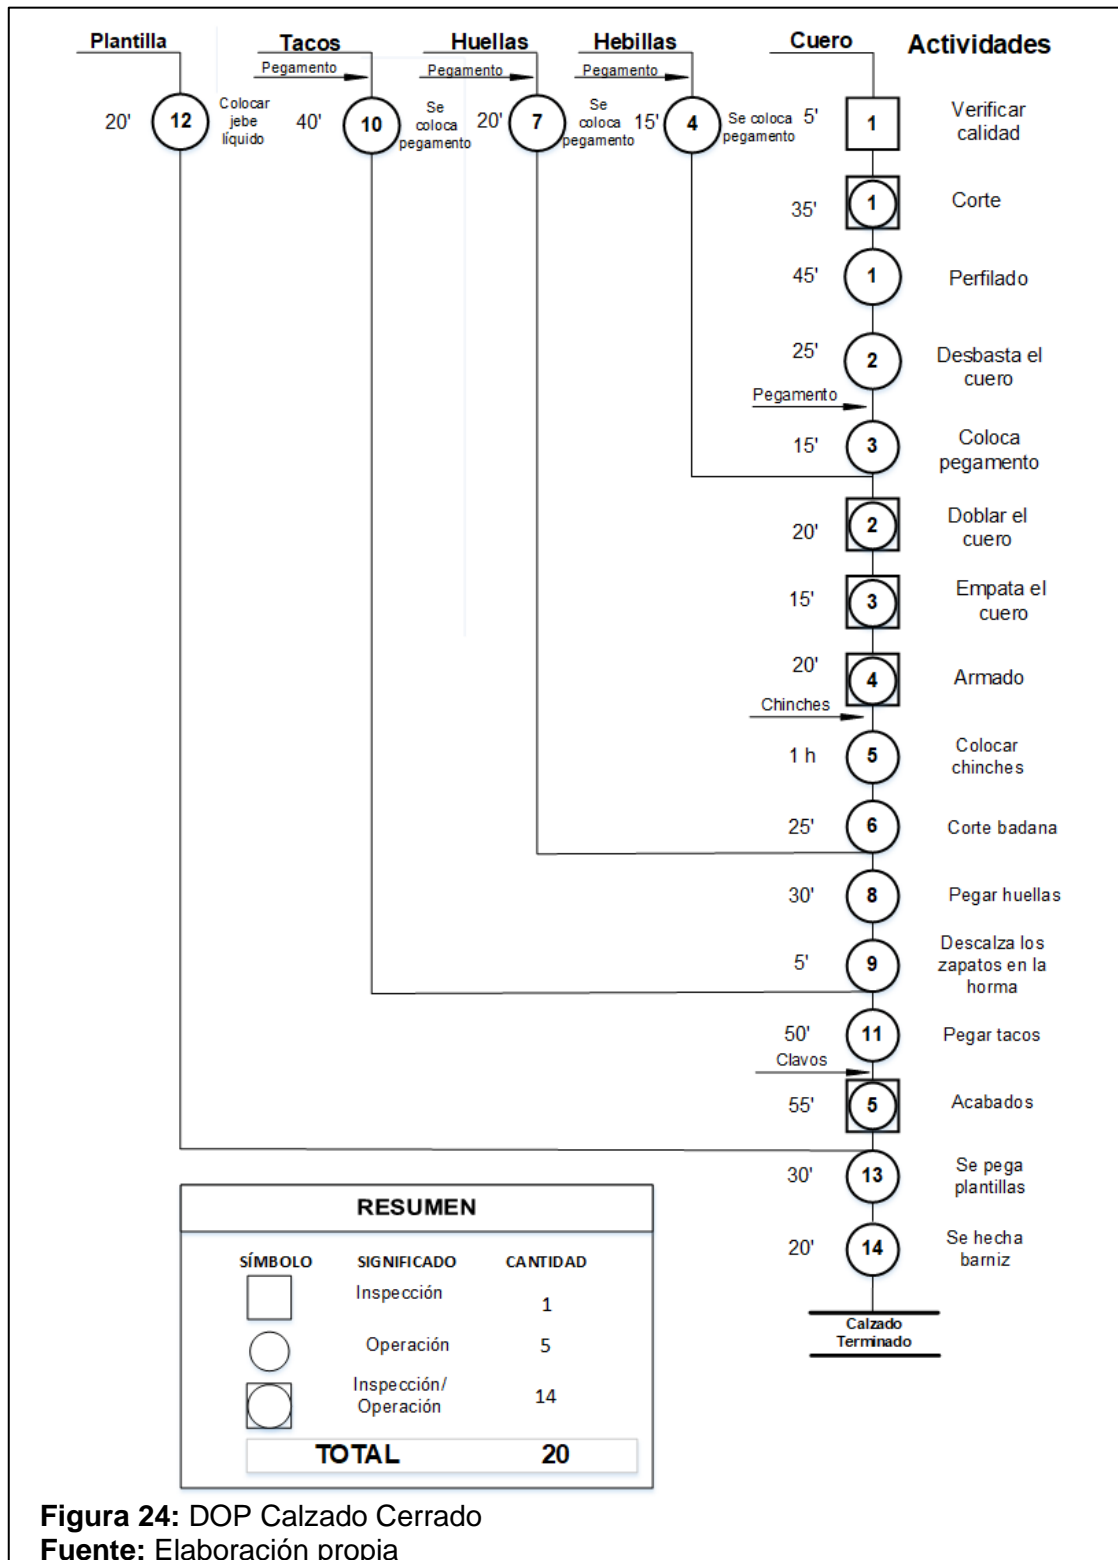 Plantilla Tacos Huellas Hebillas Cuero Actividades
Pegamento Pegamento Pegamento
20' 12 Colocar
jebe
líquido
40' 10 Se
coloca
pegamento
20' 7 Se
coloca
pegamento
15' 4 Se coloca
pegamento
5' 1 Verificar
calidad
35' 1 Corte
45' 1 Perfilado
25' 2 Desbasta el
cuero
Pegamento
15' 3 Coloca
pegamento
20' 2 Doblar el
cuero
15' 3 Empata el
cuero
20' 4 Armado
Chinches
1 h 5 Colocar
chinches
25' 6 Corte badana
30' 8 Pegar huellas
5' 9 Descalza los
zapatos en la
horma
50' 11 Pegar tacos
Clavos
55' 5 Acabados
30' 13 Se pega
plantillas
20' 14 Se hecha
barniz
Calzado
Terminado
RESUMEN
SÍMBOLO SIGNIFICADO CANTIDAD
Inspección 1
Operación 5
Inspección/
Operación 14
TOTAL 20
Figura 24: DOP Calzado Cerrado
Fuente: Elaboración propia